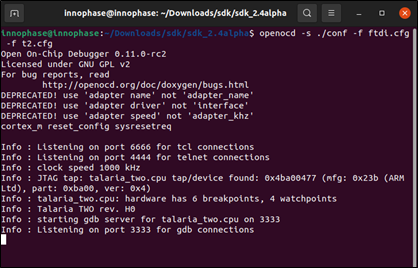 innophase@innophase: ~/Downloads/sdk/sdk_2.4alpha
innophase@innophase:~/Downloads/sdk/sdk_2.4alpha$ openocd -s ./conf -f ftdi.cfg
-f t2.cfg
Open On-Chip Debugger 0.11.0-rc2
Licensed under GNU GPL v2
For bug reports, read
http://openocd.org/doc/doxygen/bugs.html
DEPRECATED! use 'adapter name' not 'adapter_name'
DEPRECATED! use 'adapter driver' not 'interface'
DEPRECATED! use 'adapter speed' not 'adapter_khz'
cortex_m reset_config sysresetreq
Info : Listening on port 6666 for tcl connections
Info : Listening on port 4444 for telnet connections
Info : clock speed 1000 kHz
Info : JTAG tap: talaria_two.cpu tap/device found: 0x4ba00477 (mfg: 0x23b (ARM
Ltd), part: 0xba00, ver: 0x4)
Info : talaria_two.cpu: hardware has 6 breakpoints, 4 watchpoints
Info : Talaria TWO rev. H0
Info : starting gdb server for talaria_two.cpu on 3333
Info : Listening on port 3333 for gdb connections